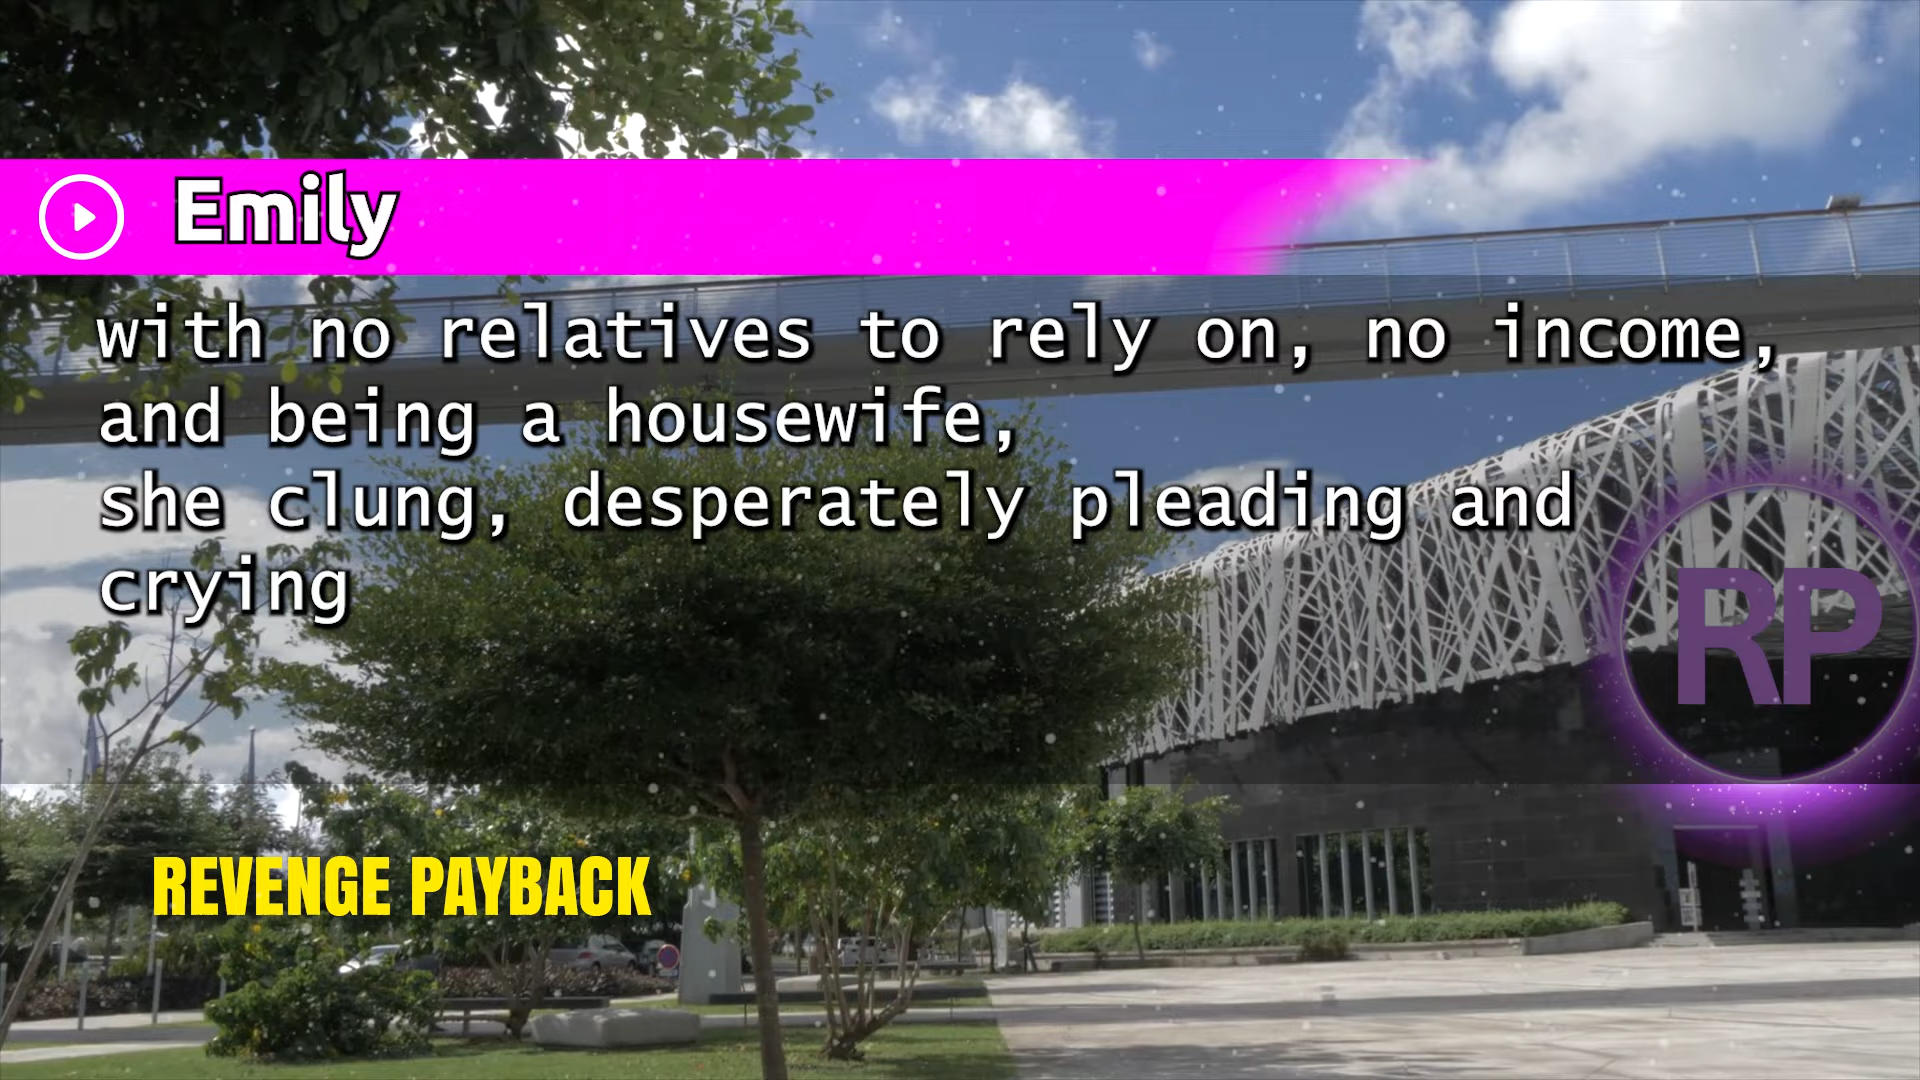 Emily
with no relatives to rely on, no income,
and being a housewife,
she clung, desperately pleading and
crying
RP
REVENGE PAYBACK